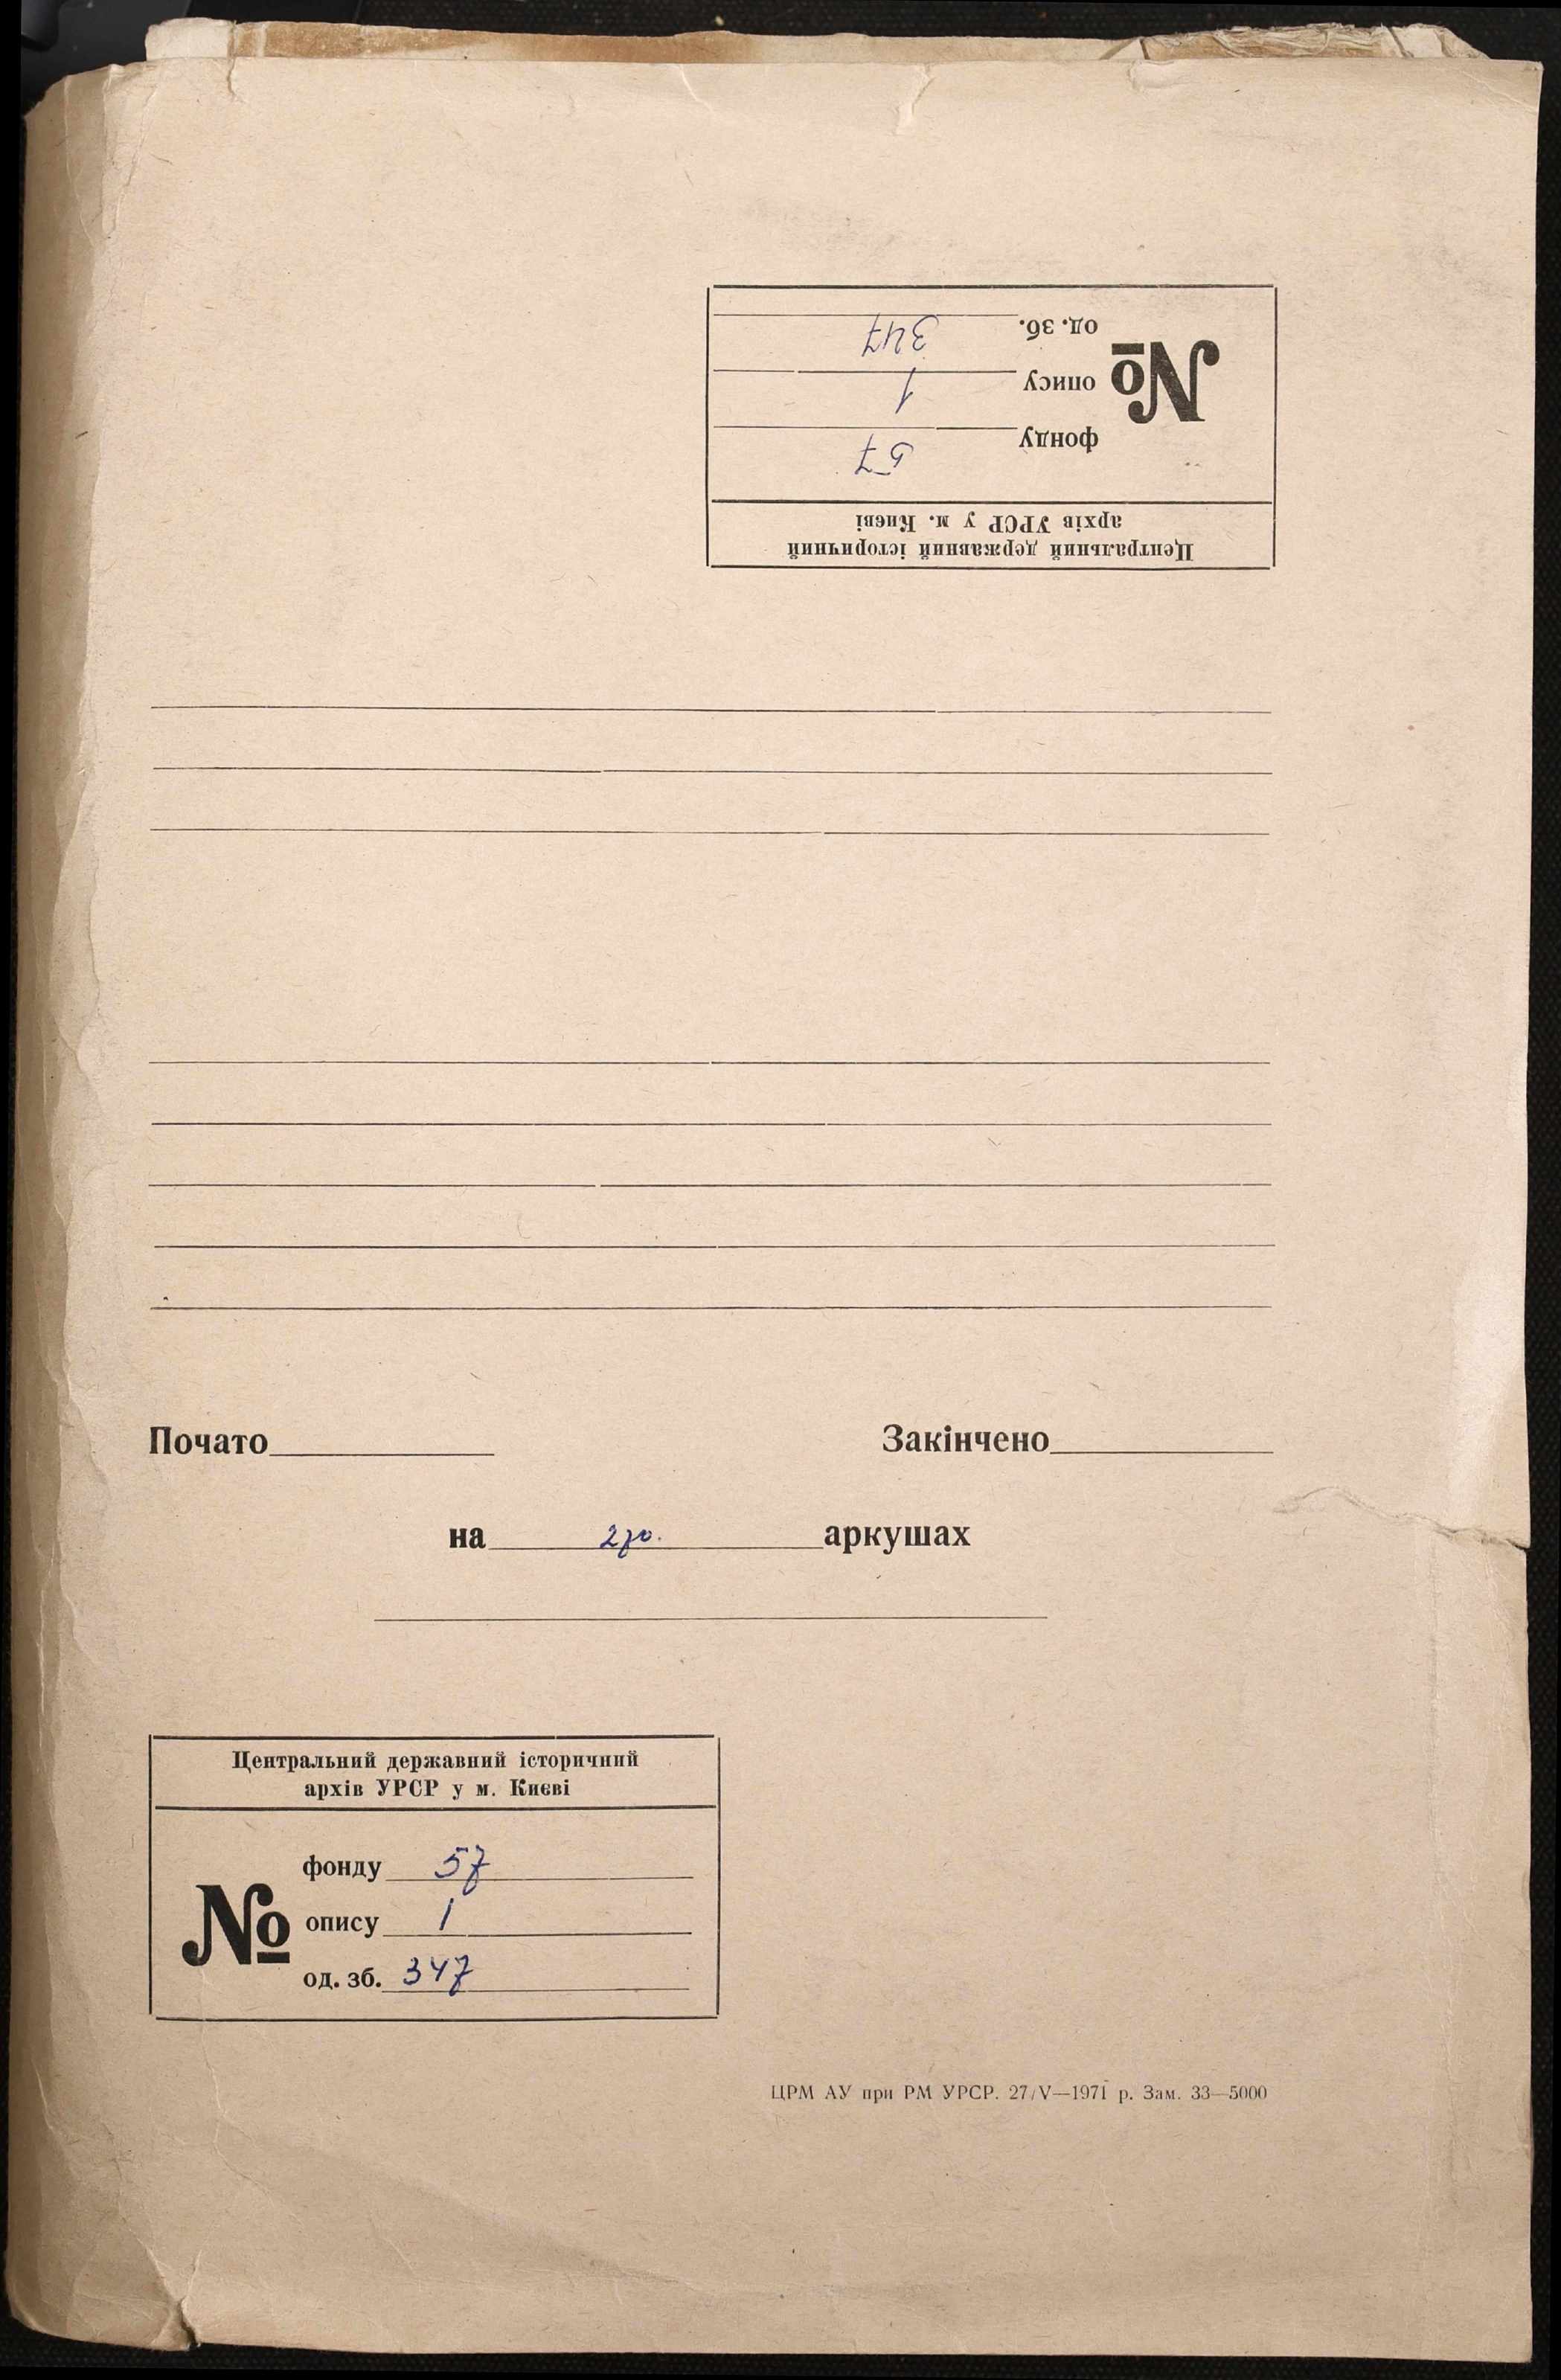 Центральний державний історичний
архів УРСР у м. Києві
№
фонду 57
опису 1
од. зб. 347
Почато
Закінчено
на 270. аркушах
Центральний державний історичний
архів УРСР у м. Києві
№
фонду 57
опису 1
од. зб. 347
ЦРМ АУ при РМ УРСР. 27/V—1971 р. Зам. 33—5000